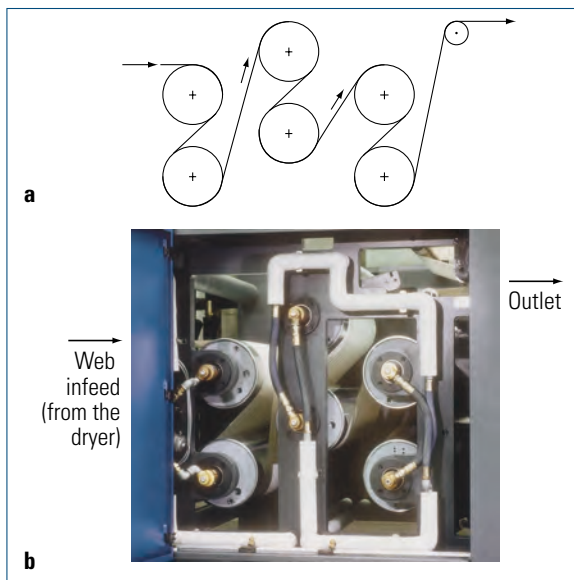 a
Web
infeed
(from the
dryer)
Outlet
b